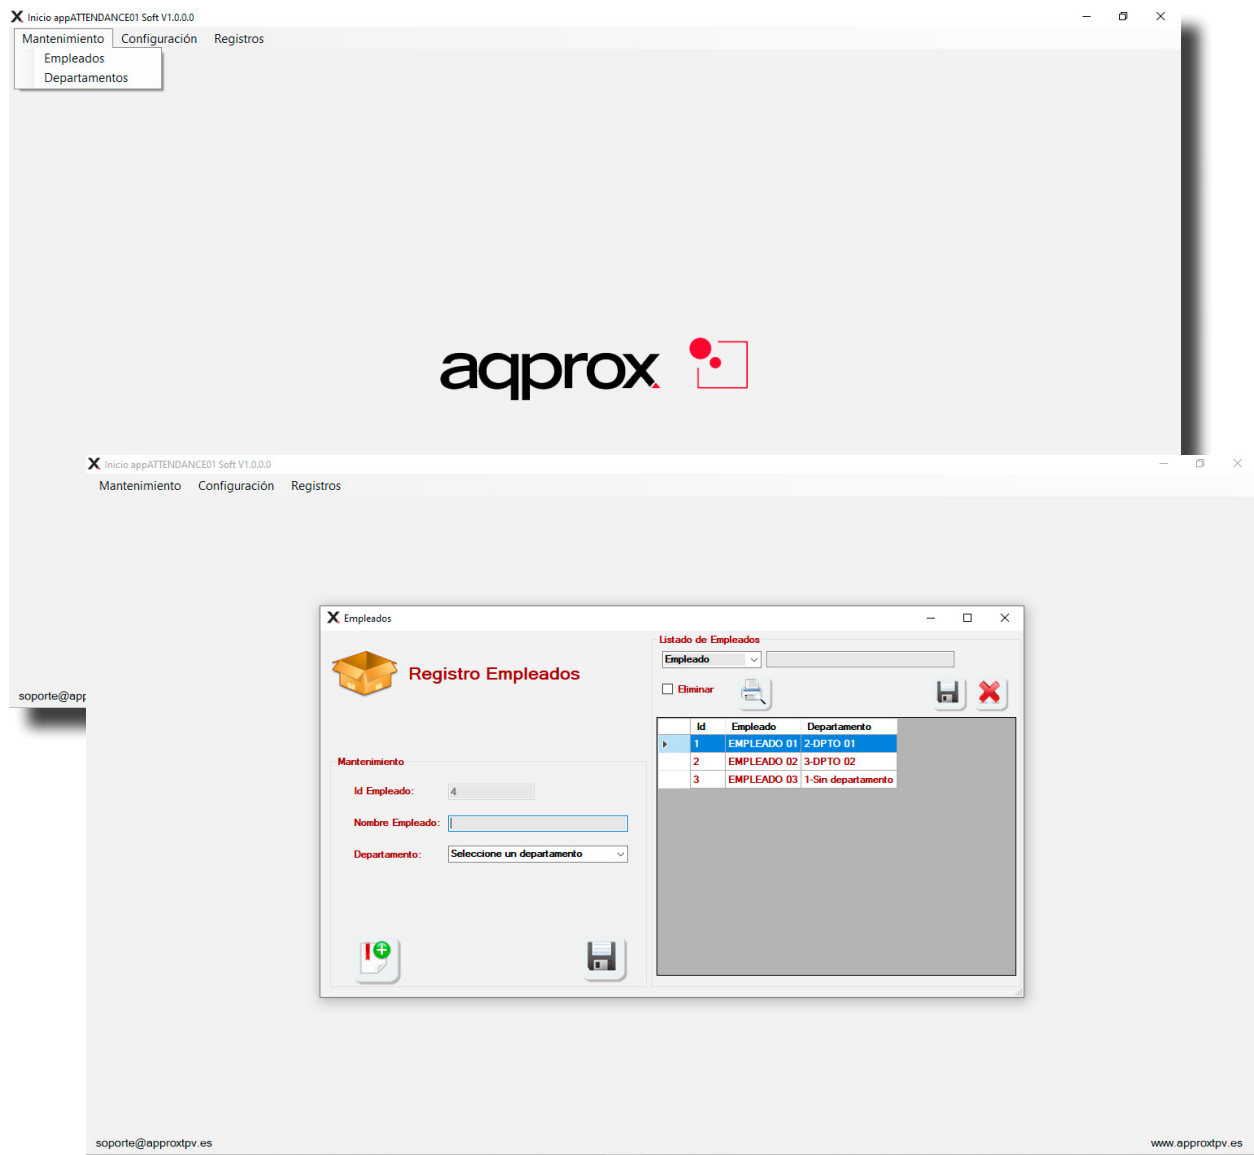 Inicio appATTENDANCE01 Soft V1.0.0.0
Mantenimiento Configuración Registros
Empleados
Departamentos
aqprox
soporte@app
Inicio appATTENDANCE01 Soft V1.0.0.0
Mantenimiento Configuración Registros
Empleados
Registro Empleados
Mantenimiento
Id Empleado: 4
Nombre Empleado:
Departamento: Seleccione un departamento
Listado de Empleados
Empleado
Eliminar
Id Empleado Departamento
1 EMPLEADO 01 2-DPTO 01
2 EMPLEADO 02 3-DPTO 02
3 EMPLEADO 03 1-Sin departamento
soporte@approxtpv.es
www.approxtpv.es